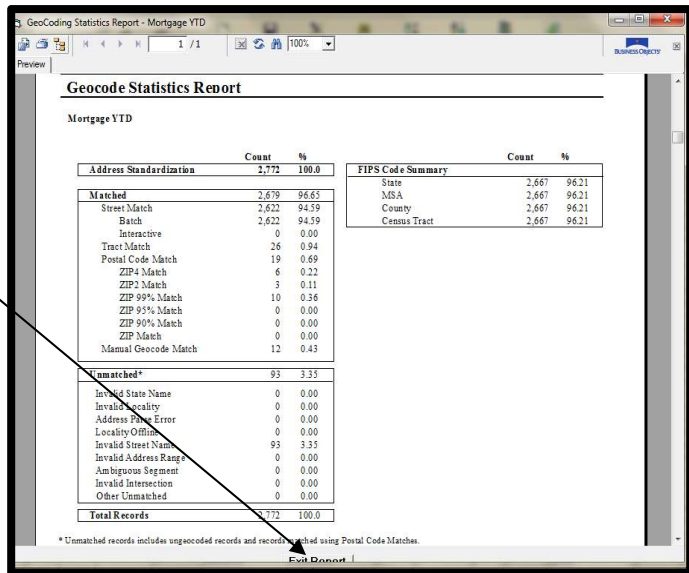 GeoCoding Statistics Report - Mortgage YTD
1 /1 100%
BUSINESS OBJECTS
Preview
Geocode Statistics Report
Mortgage YTD
Count % Count %
Address Standardization 2,772 100.0 FIPS Code Summary
State 2,667 96.21
Matched 2,679 96.65 MSA 2,667 96.21
Street Match 2,622 94.59 County 2,667 96.21
Batch 2,622 94.59 Census Tract 2,667 96.21
Interactive 0 0.00
Tract Match 26 0.94
Postal Code Match 19 0.69
ZIP4 Match 6 0.22
ZIP2 Match 3 0.11
ZIP 99% Match 10 0.36
ZIP 95% Match 0 0.00
ZIP 90% Match 0 0.00
ZIP Match 0 0.00
Manual Geocode Match 12 0.43
Unmatched* 93 3.35
Invalid State Name 0 0.00
Invalid Locality 0 0.00
Address Parse Error 0 0.00
Locality Offline 0 0.00
Invalid Street Name 93 3.35
Invalid Address Range 0 0.00
Ambiguous Segment 0 0.00
Invalid Intersection 0 0.00
Other Unmatched 0 0.00
Total Records 2,772 100.0
* Unmatched records includes ungeocoded records and records matched using Postal Code Matches.
Exit Report